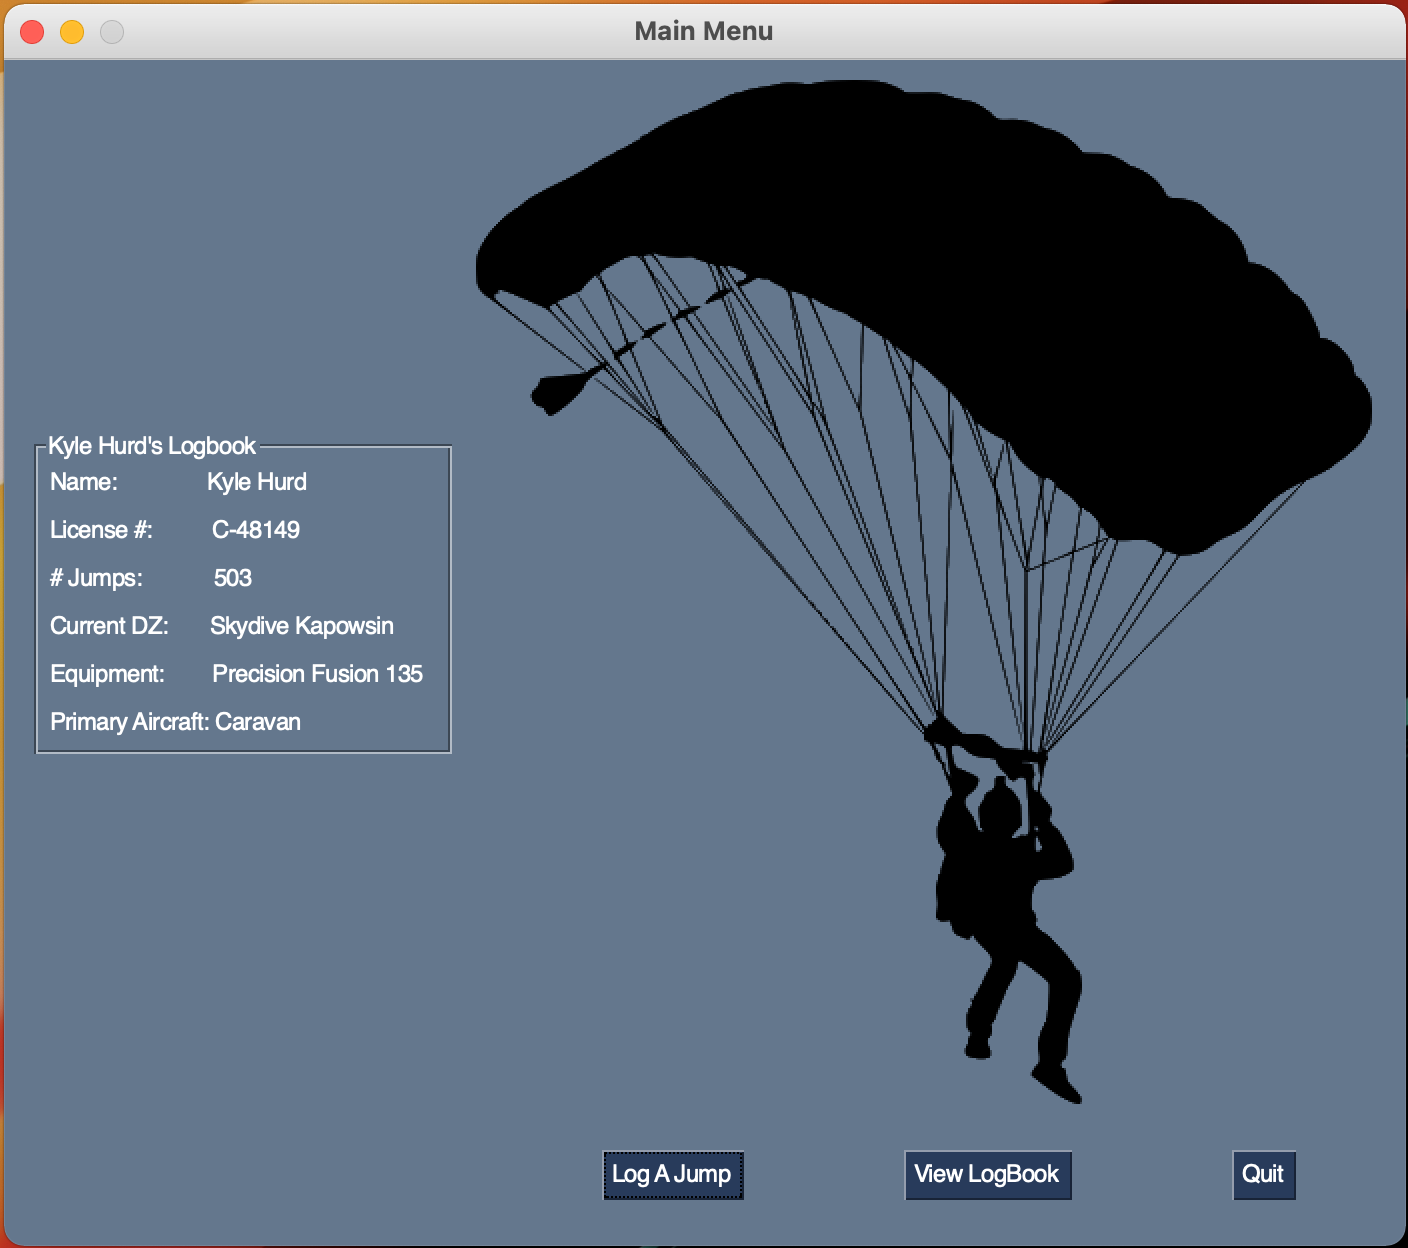 Main Menu
Kyle Hurd's Logbook
Name: Kyle Hurd
License #: C-48149
# Jumps: 503
Current DZ: Skydive Kapowsin
Equipment: Precision Fusion 135
Primary Aircraft: Caravan
Log A Jump View LogBook Quit